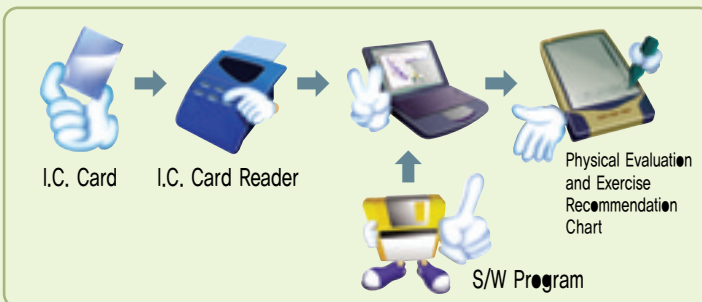 I.C. Card
I.C. Card Reader
Physical Evaluation
and Exercise
Recommendation
Chart
S/W Program